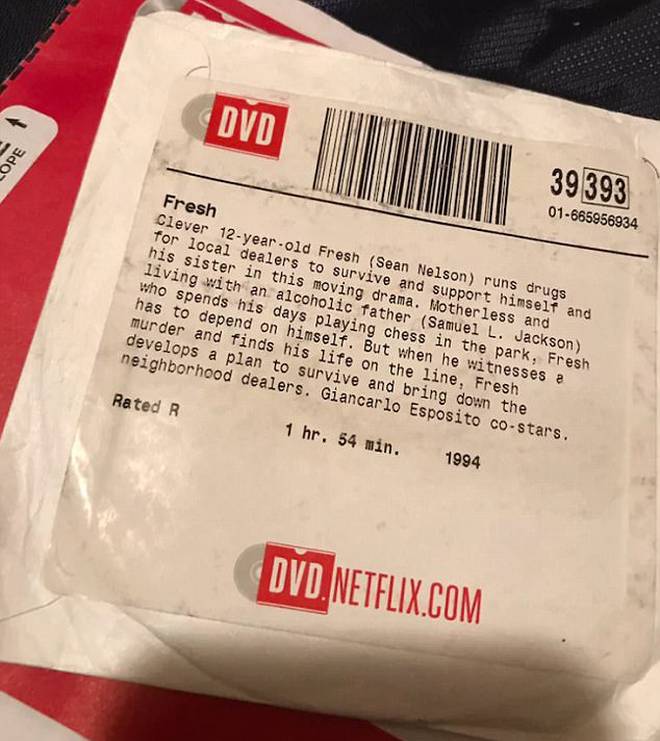 DVD
39 393
01-665956934
Fresh
Clever 12-year-old Fresh (Sean Nelson) runs drugs
for local dealers to survive and support himself and
his sister in this moving drama. Motherless and
living with an alcoholic father (Samuel L. Jackson)
who spends his days playing chess in the park, Fresh
has to depend on himself. But when he witnesses a
murder and finds his life on the line, Fresh
develops a plan to survive and bring down the
neighborhood dealers. Giancarlo Esposito co-stars.
Rated R 1 hr. 54 min. 1994
DVD.NETFLIX.COM